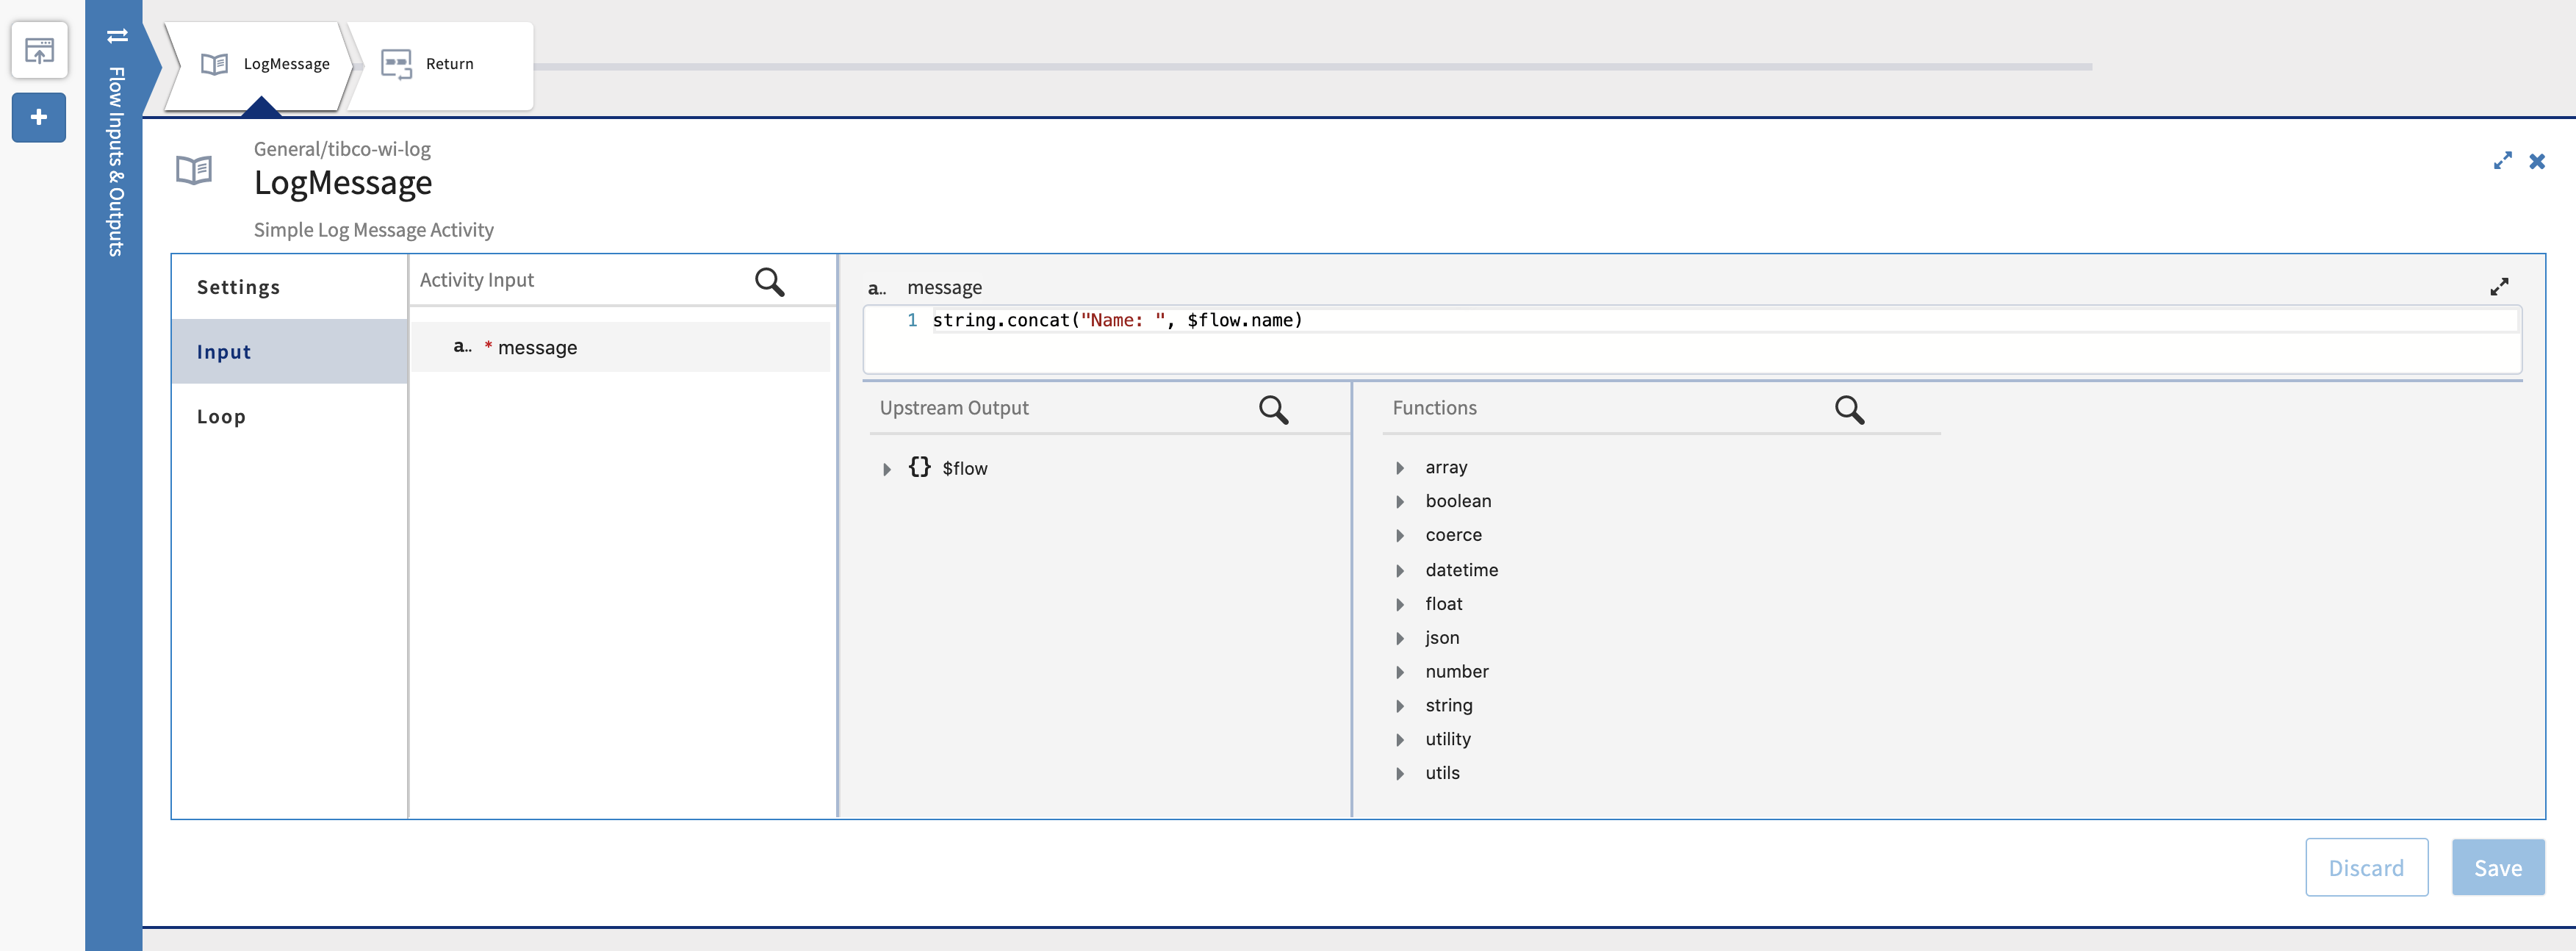 Flow Inputs & Outputs
LogMessage
Return
General/tibco-wi-log
LogMessage
Simple Log Message Activity
Settings
Input
Loop
Activity Input
a.. * message
a.. message
1 string.concat("Name: ", $flow.name)
Upstream Output
{} $flow
Functions
array
boolean
coerce
datetime
float
json
number
string
utility
utils
Discard
Save